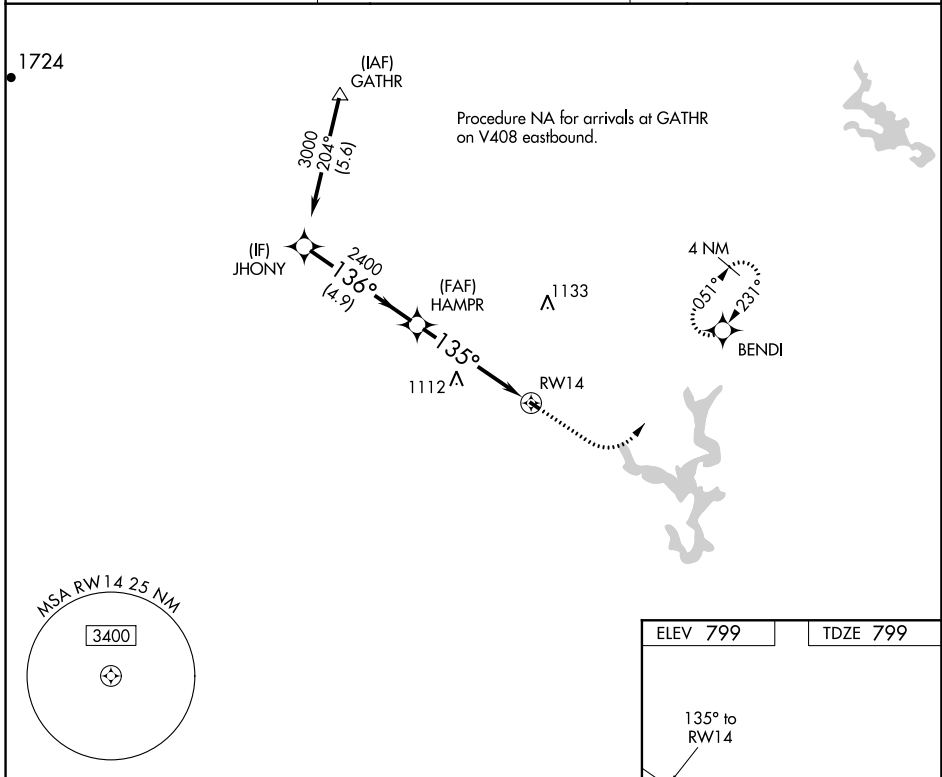 1724
(IAF)
GATHR
Procedure NA for arrivals at GATHR
on V408 eastbound.
3000
204°
(5.6)
(IF)
JHONY
2400
136°
(4.9)
(FAF)
HAMPR
1133
4 NM
051°
231°
BENDI
135°
1112
RW14
MSA RW14 25 NM
3400
ELEV 799
TDZE 799
135° to
RW14